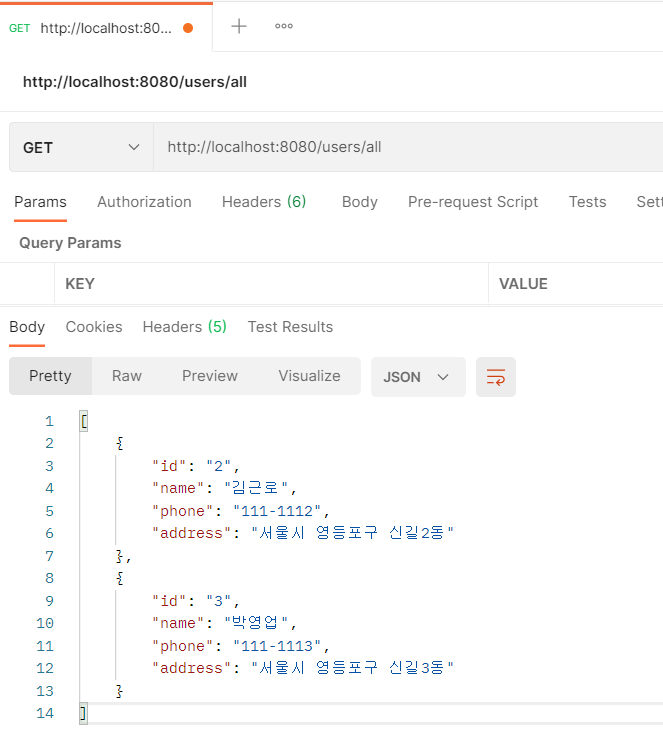 GET http://localhost:80...
http://localhost:8080/users/all
GET http://localhost:8080/users/all
Params Authorization Headers (6) Body Pre-request Script Tests Sett
Query Params
KEY VALUE
Body Cookies Headers (5) Test Results
Pretty Raw Preview Visualize JSON
1 [
2 {
3 "id": "2",
4 "name": "김근로",
5 "phone": "111-1112",
6 "address": "서울시 영등포구 신길2동"
7 },
8 {
9 "id": "3",
10 "name": "박영업",
11 "phone": "111-1113",
12 "address": "서울시 영등포구 신길3동"
13 }
14 ]